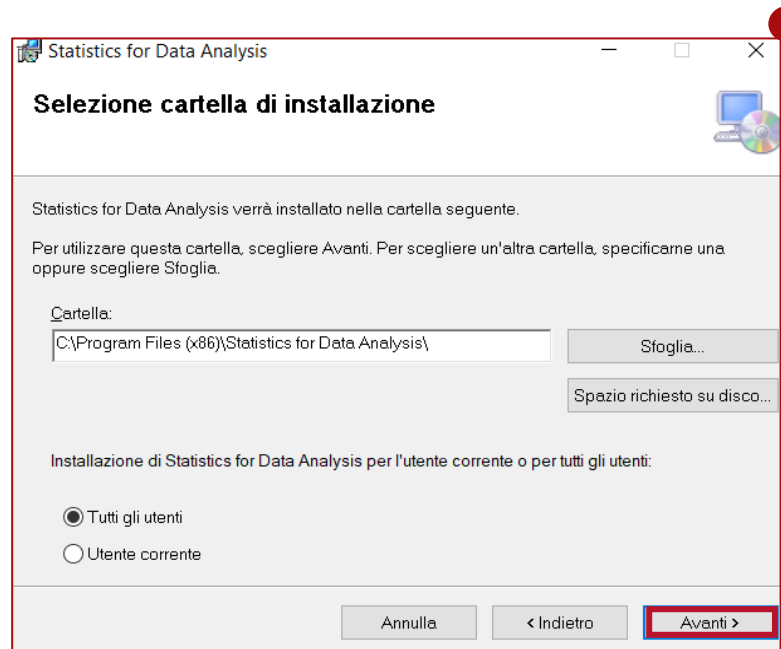 Statistics for Data Analysis
Selezione cartella di installazione
Statistics for Data Analysis verrà installato nella cartella seguente.
Per utilizzare questa cartella, scegliere Avanti. Per scegliere un'altra cartella, specificarne una
oppure scegliere Sfoglia.
Cartella:
C:\Program Files (x86)\Statistics for Data Analysis\
Sfoglia...
Spazio richiesto su disco...
Installazione di Statistics for Data Analysis per l'utente corrente o per tutti gli utenti:
Tutti gli utenti
Utente corrente
Annulla
< Indietro
Avanti >